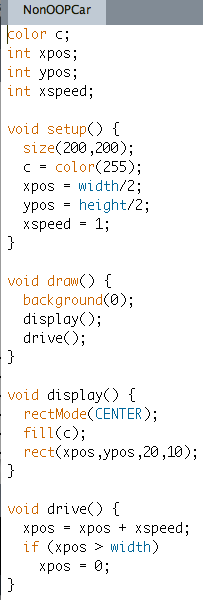 NonOOPCar
color c;
int xpos;
int ypos;
int xspeed;
void setup() {
  size(200,200);
  c = color(255);
  xpos = width/2;
  ypos = height/2;
  xspeed = 1;
}
void draw() {
  background(0);
  display();
  drive();
}
void display() {
  rectMode(CENTER);
  fill(c);
  rect(xpos,ypos,20,10);
}
void drive() {
  xpos = xpos + xspeed;
  if (xpos > width)
    xpos = 0;
}